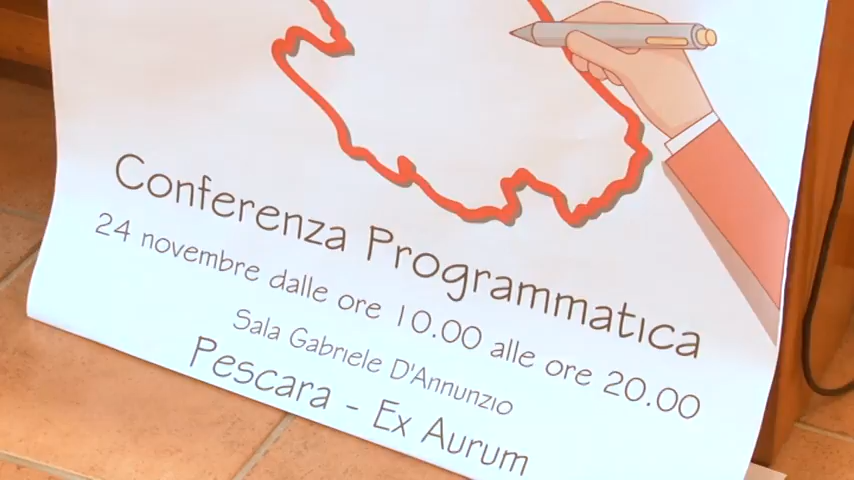 Conferenza Programmatica
24 novembre dalle ore 10.00 alle ore 20.00
Sala Gabriele D'Annunzio
Pescara - Ex Aurum